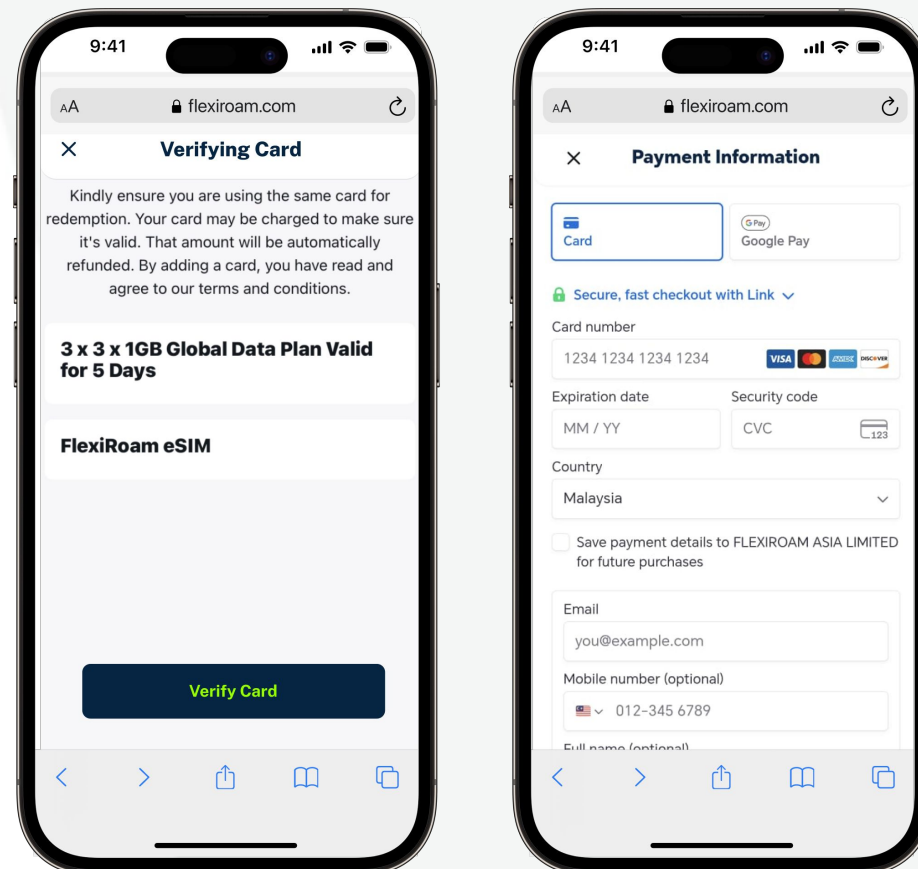 9:41
AA flexiroam.com
Verifying Card
Kindly ensure you are using the same card for
redemption. Your card may be charged to make sure
it's valid. That amount will be automatically
refunded. By adding a card, you have read and
agree to our terms and conditions.
3 x 3 x 1GB Global Data Plan Valid
for 5 Days
FlexiRoam eSIM
Verify Card
9:41
AA flexiroam.com
Payment Information
Card
G Pay
Google Pay
Secure, fast checkout with Link
Card number
1234 1234 1234 1234 VISA AMEX DISCOVER
Expiration date Security code
MM / YY CVC 123
Country
Malaysia
Save payment details to FLEXIROAM ASIA LIMITED
for future purchases
Email
you@example.com
Mobile number (optional)
012-345 6789
Full name (optional)